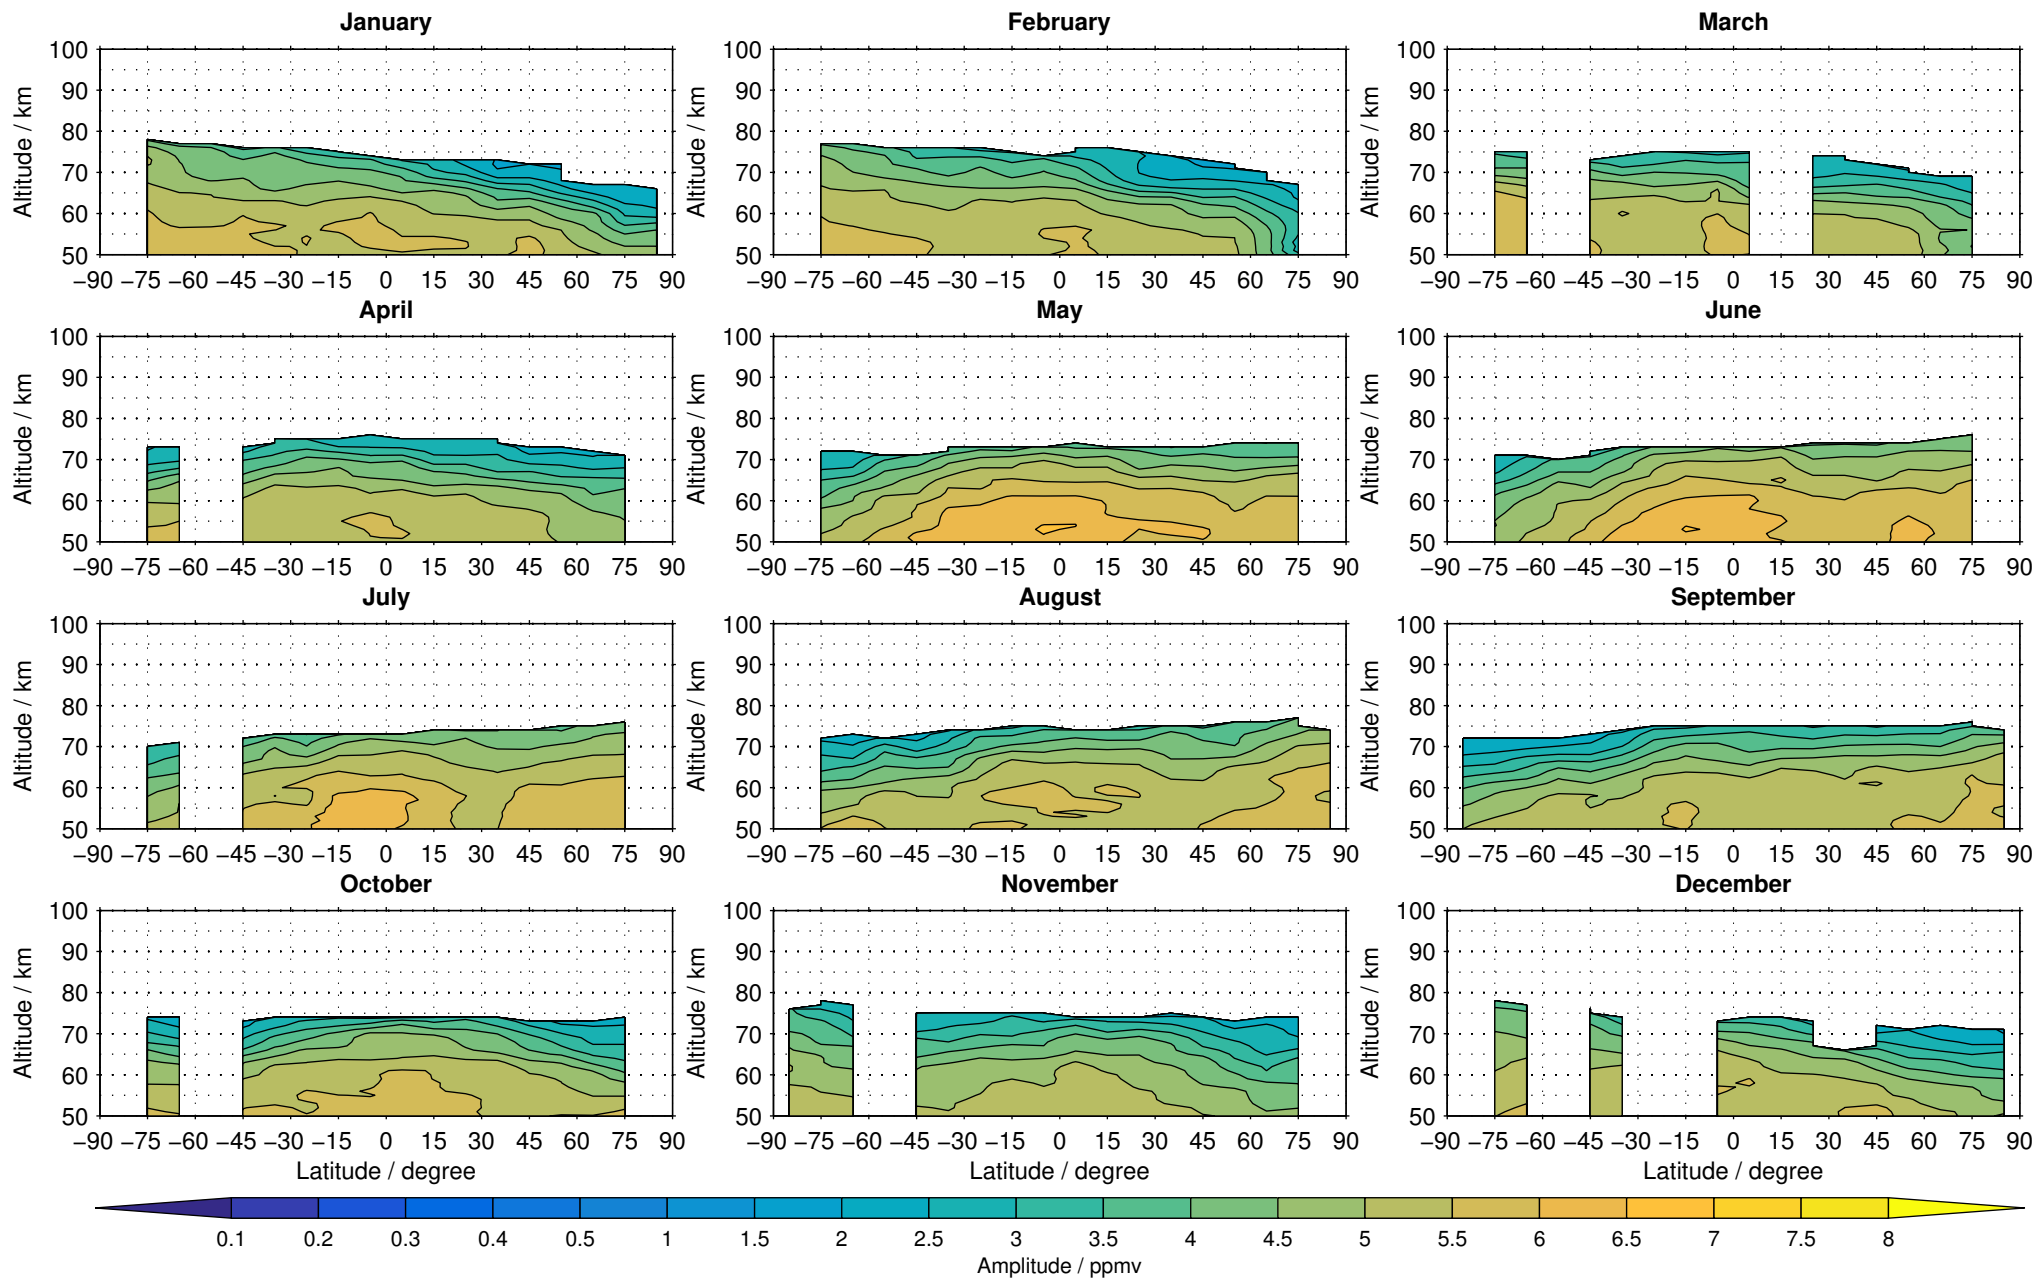 January February March
100 100 100
90 90 90
80 80 80
70 70 70
60 60 60
50 50 50
Altitude / km Altitude / km Altitude / km
−90 −75 −60 −45 −30 −15 0 15 30 45 60 75 90 −90 −75 −60 −45 −30 −15 0 15 30 45 60 75 90 −90 −75 −60 −45 −30 −15 0 15 30 45 60 75 90
April May June
100 100 100
90 90 90
80 80 80
70 70 70
60 60 60
50 50 50
Altitude / km Altitude / km Altitude / km
−90 −75 −60 −45 −30 −15 0 15 30 45 60 75 90 −90 −75 −60 −45 −30 −15 0 15 30 45 60 75 90 −90 −75 −60 −45 −30 −15 0 15 30 45 60 75 90
July August September
100 100 100
90 90 90
80 80 80
70 70 70
60 60 60
50 50 50
Altitude / km Altitude / km Altitude / km
−90 −75 −60 −45 −30 −15 0 15 30 45 60 75 90 −90 −75 −60 −45 −30 −15 0 15 30 45 60 75 90 −90 −75 −60 −45 −30 −15 0 15 30 45 60 75 90
October November December
100 100 100
90 90 90
80 80 80
70 70 70
60 60 60
50 50 50
Altitude / km Altitude / km Altitude / km
−90 −75 −60 −45 −30 −15 0 15 30 45 60 75 90 −90 −75 −60 −45 −30 −15 0 15 30 45 60 75 90 −90 −75 −60 −45 −30 −15 0 15 30 45 60 75 90
Latitude / degree Latitude / degree Latitude / degree
0.1 0.2 0.3 0.4 0.5 1 1.5 2 2.5 3 3.5 4 4.5 5 5.5 6 6.5 7 7.5 8
Amplitude / ppmv